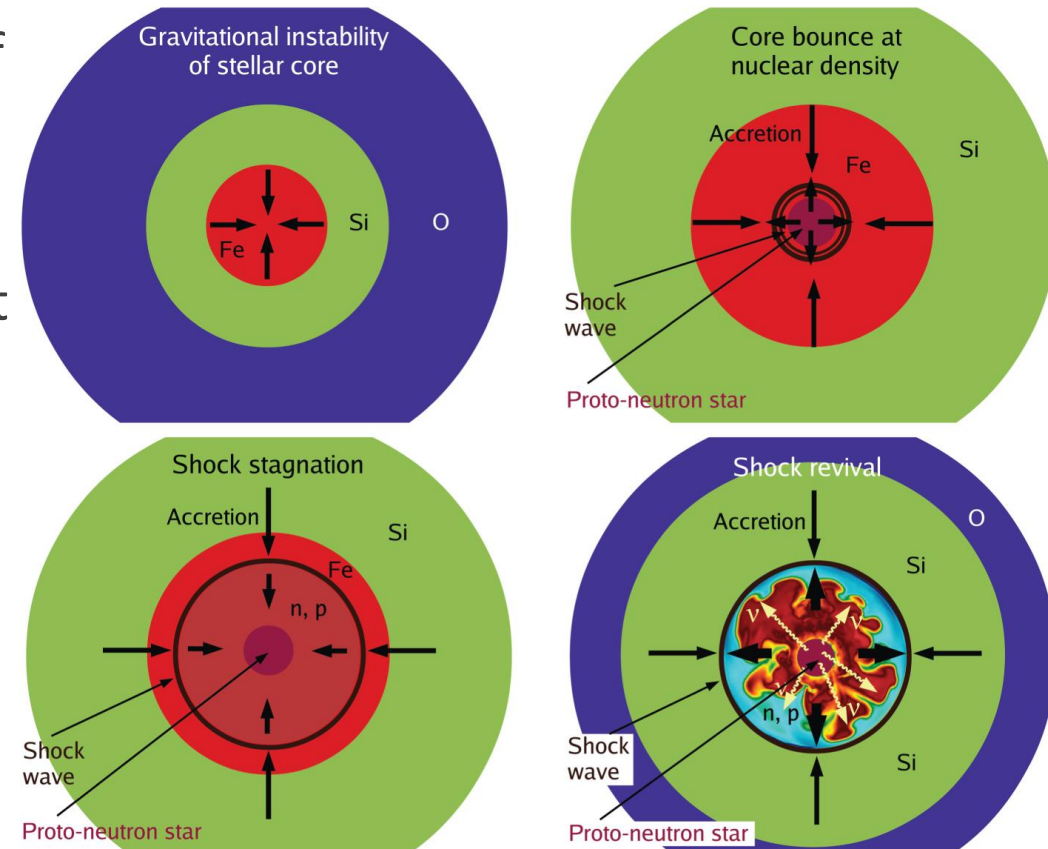 Gravitational instability
of stellar core
Si
O
Fe
Core bounce at
nuclear density
Accretion
Fe
Si
Shock
wave
Proto-neutron star
Shock stagnation
Accretion
Si
Fe
n, p
Shock
wave
Proto-neutron star
Shock revival
Accretion
O
Si
ν
ν
ν
ν
n, p
Si
Shock
wave
Proto-neutron star